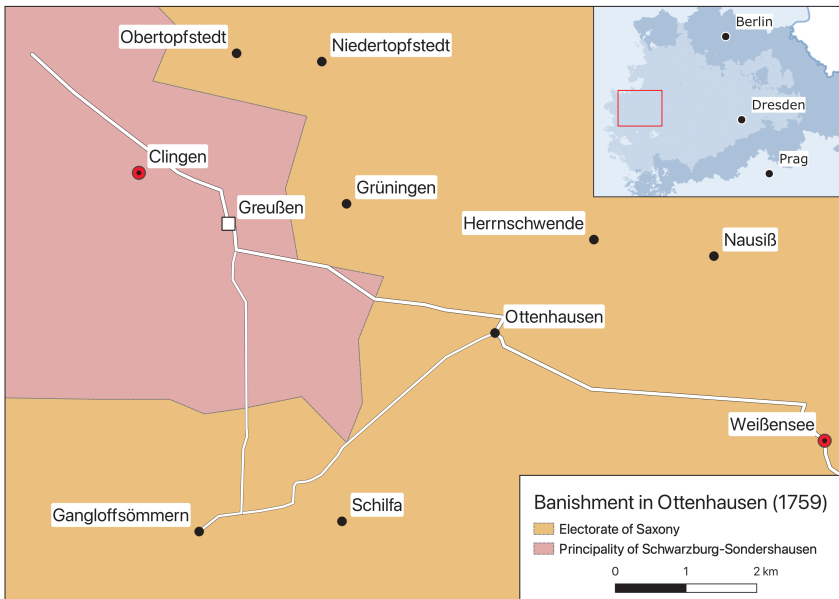 Obertopfstedt
Niedertopfstedt
Berlin
Dresden
Prag
Clingen
Grüningen
Greußen
Herrnschwende
Nausiß
Ottenhausen
Weißensee
Gangloffsömmern
Schilfa
Banishment in Ottenhausen (1759)
Electorate of Saxony
Principality of Schwarzburg-Sondershausen
0 1 2 km